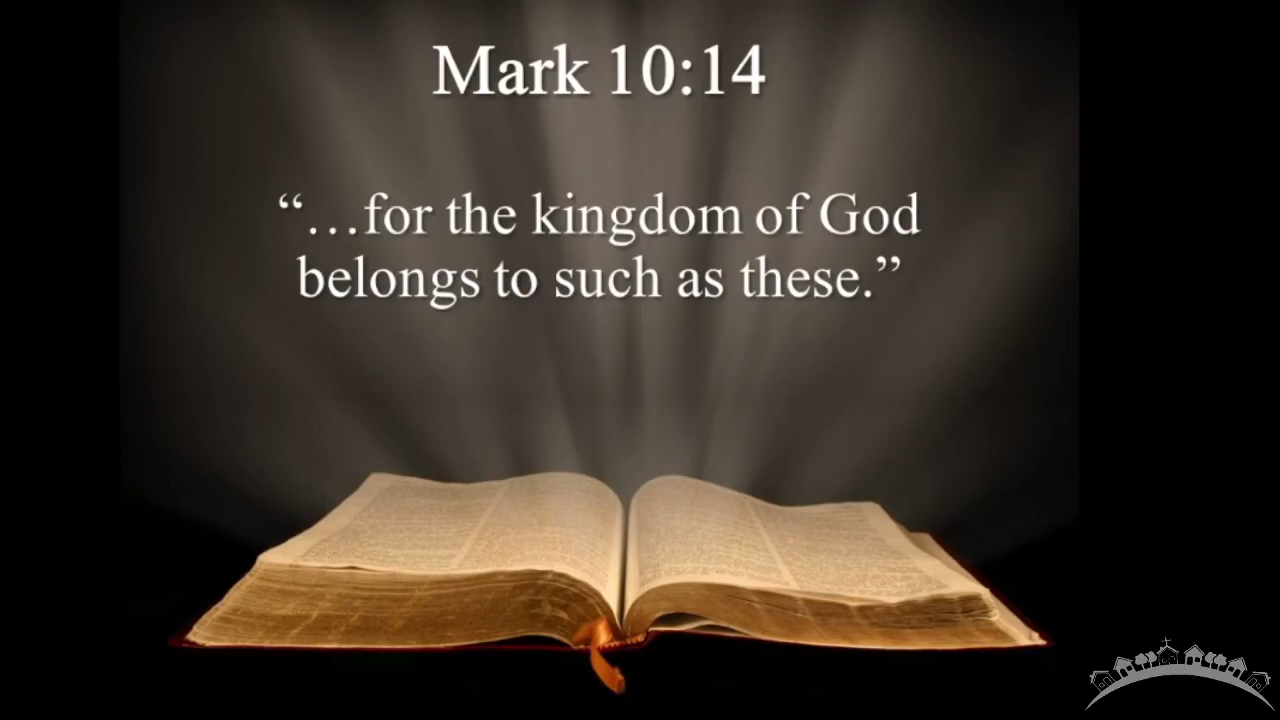 Mark 10:14
“…for the kingdom of God
belongs to such as these.”